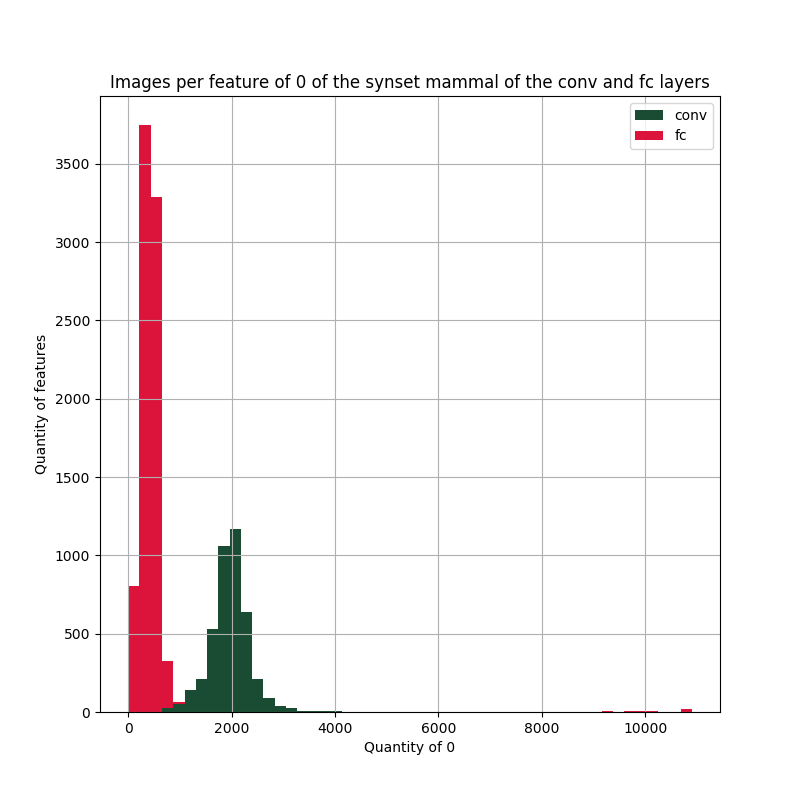 Images per feature of 0 of the synset mammal of the conv and fc layers
conv
fc
3500
3000
2500
2000
1500
1000
500
0
Quantity of features
0
2000
4000
6000
8000
10000
Quantity of 0